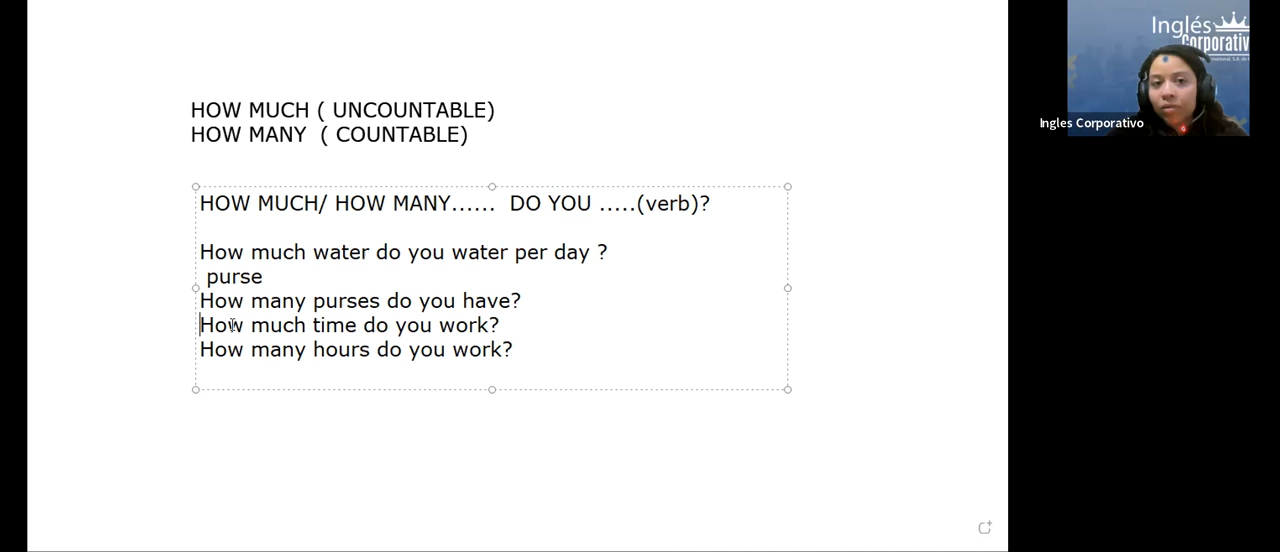 HOW MUCH ( UNCOUNTABLE)
HOW MANY  ( COUNTABLE)
HOW MUCH/ HOW MANY......  DO YOU .....(verb)?
How much water do you water per day ?
purse
How many purses do you have?
How much time do you work?
How many hours do you work?
Inglés
Corporativ
Ingles Corporativo